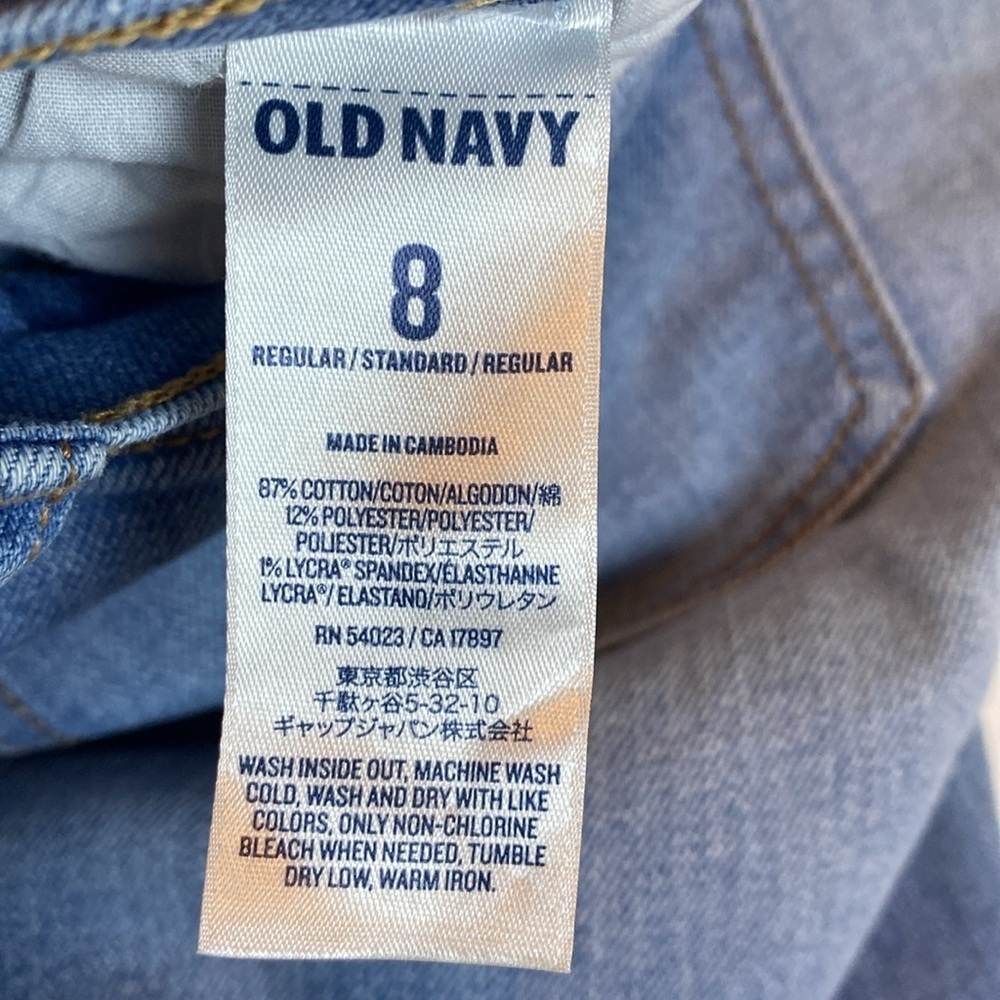 OLD NAVY
8
REGULAR/STANDARD/REGULAR
MADE IN CAMBODIA
87% COTTON/COTON/ALGODON/綿
12% POLYESTER/POLYESTER/
POLIESTER/ポリエステル
1% LYCRA® SPANDEX/ÉLASTHANNE
LYCRA®/ELASTANO/ポリウレタン
RN 54023 / CA 17897
東京都渋谷区
千駄ヶ谷5-32-10
ギャップジャパン株式会社
WASH INSIDE OUT, MACHINE WASH
COLD, WASH AND DRY WITH LIKE
COLORS, ONLY NON-CHLORINE
BLEACH WHEN NEEDED, TUMBLE
DRY LOW, WARM IRON.